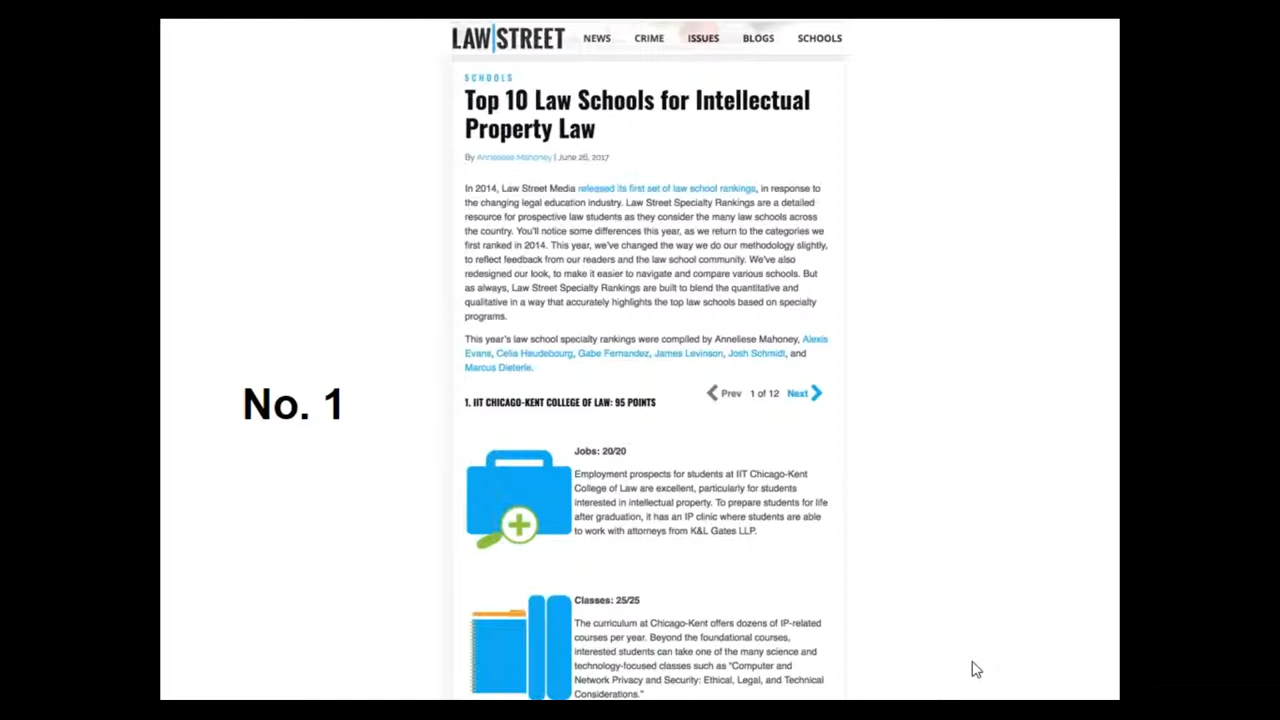 LAW STREET NEWS CRIME ISSUES BLOGS SCHOOLS
SCHOOLS
Top 10 Law Schools for Intellectual
Property Law
By Anneliese Mahoney | June 26, 2017
In 2014, Law Street Media released its first set of law school rankings, in response to
the changing legal education industry. Law Street Specialty Rankings are a detailed
resource for prospective law students as they consider the many law schools across
the country. You'll notice some differences this year, as we return to the categories we
first ranked in 2014. This year, we've changed the way we do our methodology slightly,
to reflect feedback from our readers and the law school community. We've also
redesigned our look, to make it easier to navigate and compare various schools. But
as always, Law Street Specialty Rankings are built to blend the quantitative and
qualitative in a way that accurately highlights the top law schools based on specialty
programs.
This year's law school specialty rankings were compiled by Anneliese Mahoney, Alexis
Evans, Celia Heudebourg, Gabe Fernandez, James Levinson, Josh Schmidt, and
Marcus Dieterle.
No. 1
Prev 1 of 12 Next
1. IIT CHICAGO-KENT COLLEGE OF LAW: 95 POINTS
Jobs: 20/20
Employment prospects for students at IIT Chicago-Kent
College of Law are excellent, particularly for students
interested in intellectual property. To prepare students for life
after graduation, it has an IP clinic where students are able
to work with attorneys from K&L Gates LLP.
Classes: 25/25
The curriculum at Chicago-Kent offers dozens of IP-related
courses per year. Beyond the foundational courses,
interested students can take one of the many science and
technology-focused classes such as "Computer and
Network Privacy and Security: Ethical, Legal, and Technical
Considerations."